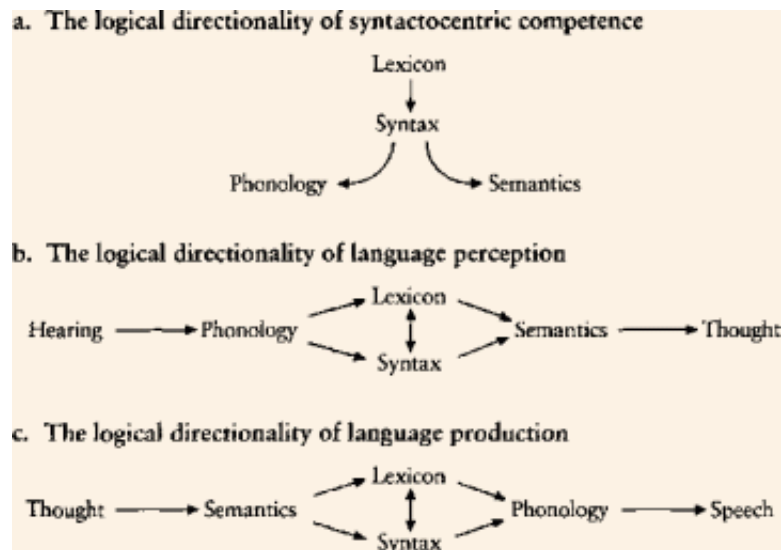 a. The logical directionality of syntactocentric competence
Lexicon
Syntax
Phonology Semantics
b. The logical directionality of language perception
Lexicon
Hearing Phonology Semantics Thought
Syntax
c. The logical directionality of language production
Lexicon
Thought Semantics Phonology Speech
Syntax